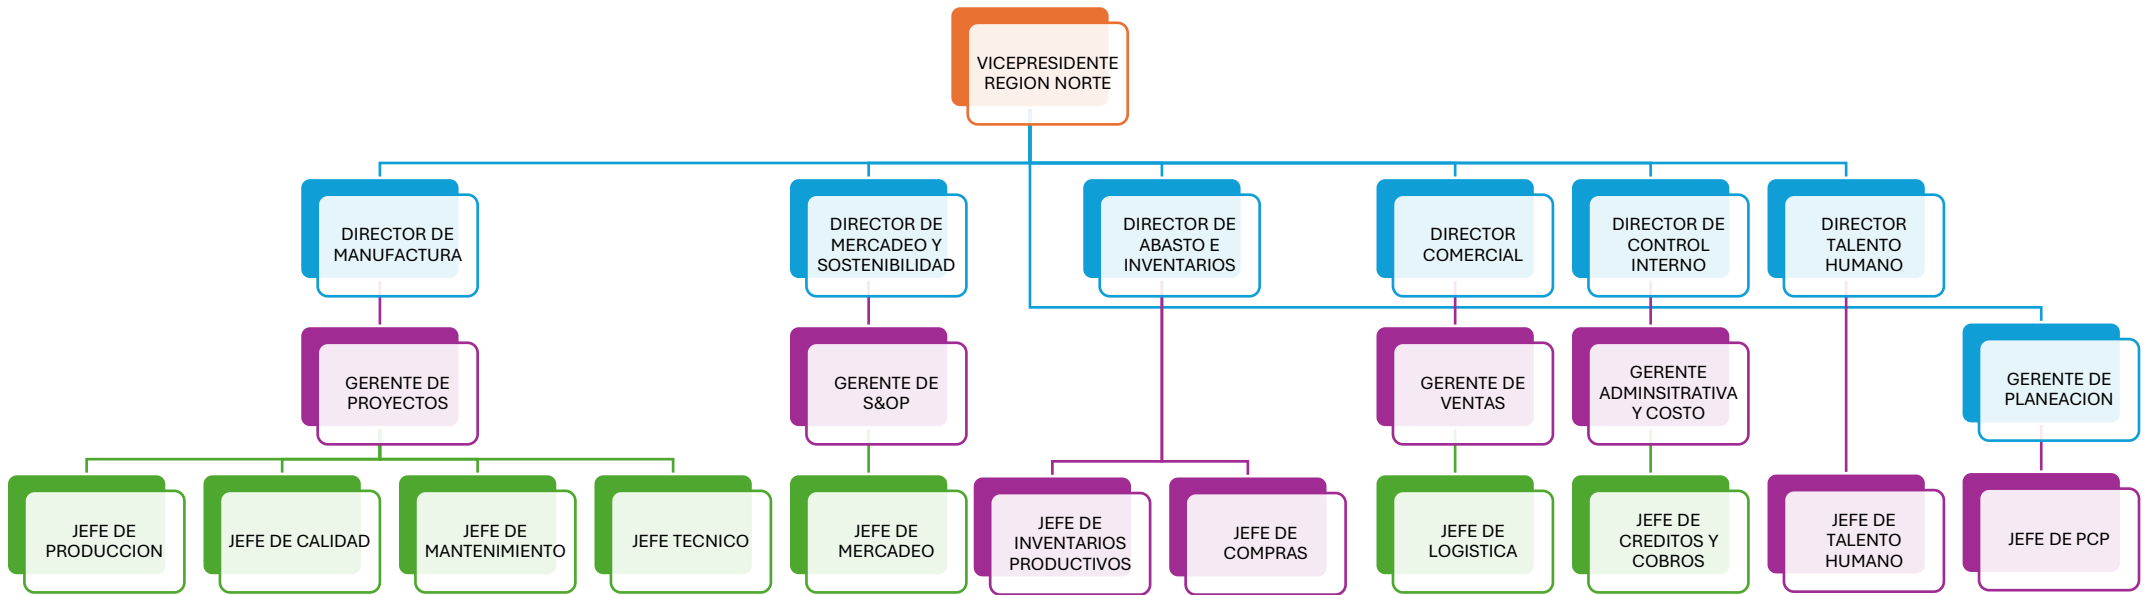 VICEPRESIDENTE
REGION NORTE
DIRECTOR DE
MANUFACTURA
DIRECTOR DE
MERCADEO Y
SOSTENIBILIDAD
DIRECTOR DE
ABASTO E
INVENTARIOS
DIRECTOR
COMERCIAL
DIRECTOR DE
CONTROL
INTERNO
DIRECTOR
TALENTO
HUMANO
GERENTE DE
PROYECTOS
GERENTE DE
S&OP
GERENTE DE
VENTAS
GERENTE
ADMINSITRATIVA
Y COSTO
GERENTE DE
PLANEACION
JEFE DE
PRODUCCION
JEFE DE CALIDAD
JEFE DE
MANTENIMIENTO
JEFE TECNICO
JEFE DE
MERCADEO
JEFE DE
INVENTARIOS
PRODUCTIVOS
JEFE DE
COMPRAS
JEFE DE
LOGISTICA
JEFE DE
CREDITOS Y
COBROS
JEFE DE
TALENTO
HUMANO
JEFE DE PCP